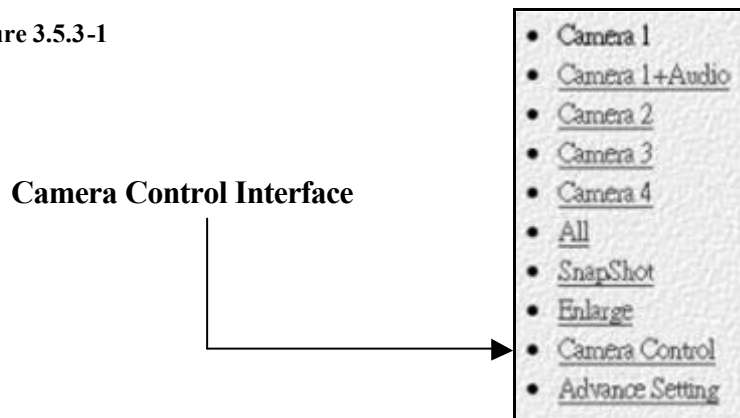 ure 3.5.3-1
Camera Control Interface
Camera 1
Camera 1+Audio
Camera 2
Camera 3
Camera 4
All
SnapShot
Enlarge
Camera Control
Advance Setting